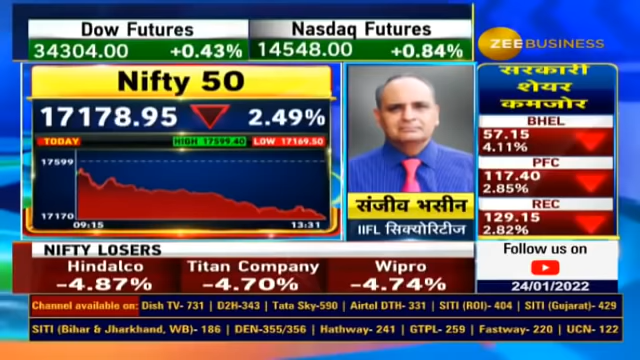 Dow Futures
34304.00 +0.43%
Nasdaq Futures
14548.00 +0.84%
ZEE BUSINESS
Nifty 50
17178.95 2.49%
TODAY HIGH 17599.40 LOW 17169.50
17599
17170
09:15 13:31
संजीव भसीन
IIFL सिक्योरिटीज
सरकारी
शेयर
कमजोर
BHEL
57.15
4.11%
PFC
117.40
2.85%
REC
129.15
2.82%
NIFTY LOSERS
Hindalco Titan Company Wipro
-4.87% -4.70% -4.74%
Follow us on
24/01/2022
Channel available on: Dish TV- 731 | D2H-343 | Tata Sky-590 | Airtel DTH- 331 | SITI (ROI)- 404 | SITI (Gujarat)- 429
SITI (Bihar & Jharkhand, WB)- 186 | DEN-355/356 | Hathway- 241 | GTPL- 259 | Fastway- 220 | UCN- 122